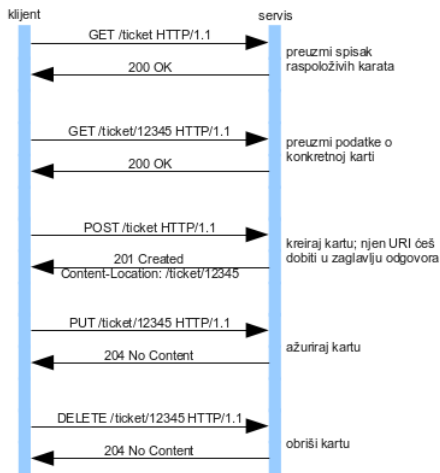 klijent
servis
GET /ticket HTTP/1.1
preuzmi spisak
raspoloživih karata
200 OK
GET /ticket/12345 HTTP/1.1
preuzmi podatke o
konkretnoj karti
200 OK
POST /ticket HTTP/1.1
kreiraj kartu; njen URI ćeš
dobiti u zaglavlju odgovora
201 Created
Content-Location: /ticket/12345
PUT /ticket/12345 HTTP/1.1
ažuriraj kartu
204 No Content
DELETE /ticket/12345 HTTP/1.1
obriši kartu
204 No Content